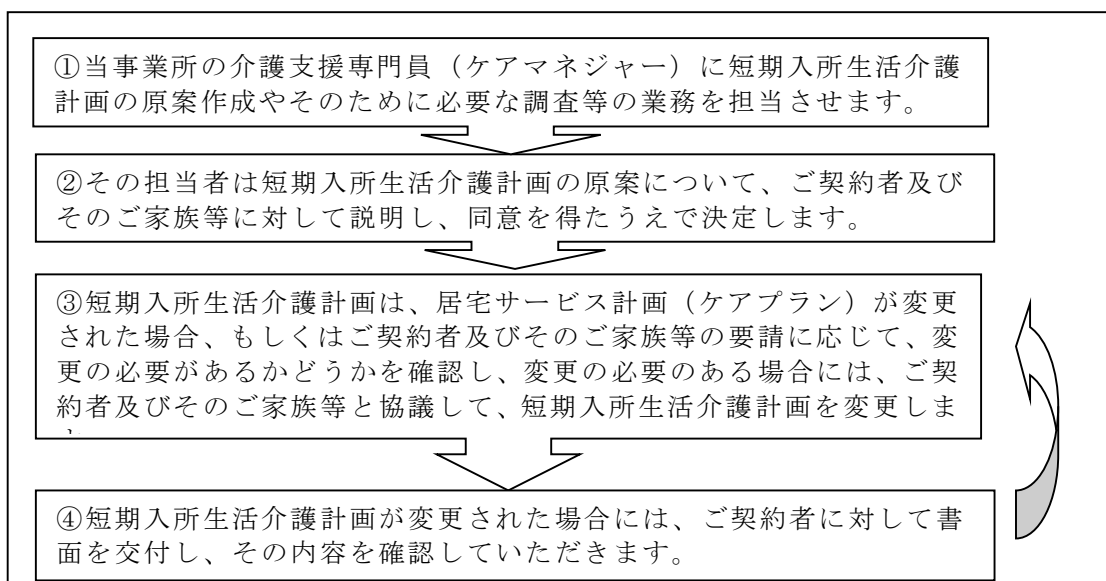 ①当事業所の介護支援専門員（ケアマネジャー）に短期入所生活介護
計画の原案作成やそのために必要な調査等の業務を担当させます。
②その担当者は短期入所生活介護計画の原案について、ご契約者及び
そのご家族等に対して説明し、同意を得たうえで決定します。
③短期入所生活介護計画は、居宅サービス計画（ケアプラン）が変更
された場合、もしくはご契約者及びそのご家族等の要請に応じて、変
更の必要があるかどうかを確認し、変更の必要のある場合には、ご契
約者及びそのご家族等と協議して、短期入所生活介護計画を変更しま
④短期入所生活介護計画が変更された場合には、ご契約者に対して書
面を交付し、その内容を確認していただきます。